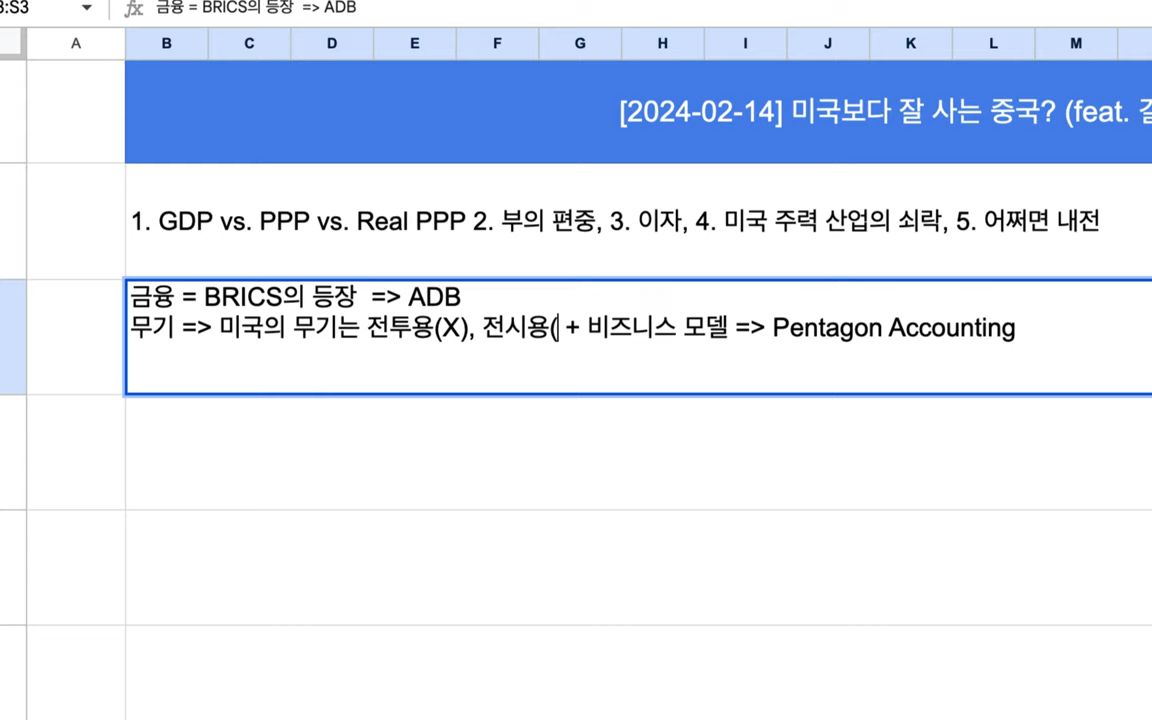 :S3 fx 금융 = BRICS의 등장 => ADB
A B C D E F G H I J K L M
[2024-02-14] 미국보다 잘 사는 중국? (feat.
1. GDP vs. PPP vs. Real PPP 2. 부의 편중, 3. 이자, 4. 미국 주력 산업의 쇠락, 5. 어쩌면 내전
금융 = BRICS의 등장 => ADB
무기 => 미국의 무기는 전투용(X), 전시용( + 비즈니스 모델 => Pentagon Accounting